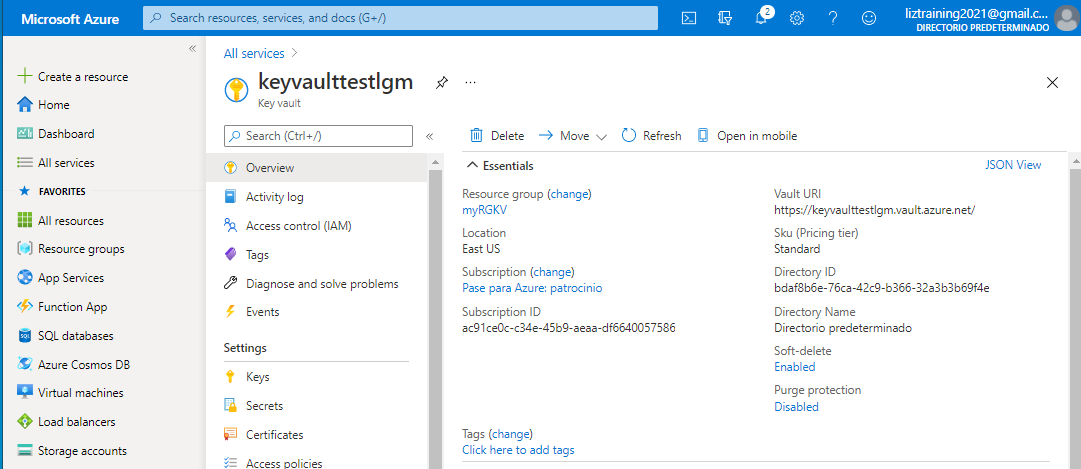 Microsoft Azure
Search resources, services, and docs (G+/)
2
liztraining2021@gmail.c...
DIRECTORIO PREDETERMINADO
Create a resource
Home
Dashboard
All services
FAVORITES
All resources
Resource groups
App Services
Function App
SQL databases
Azure Cosmos DB
Virtual machines
Load balancers
Storage accounts
All services
keyvaulttestlgm
Key vault
Search (Ctrl+/)
Overview
Activity log
Access control (IAM)
Tags
Diagnose and solve problems
Events
Settings
Keys
Secrets
Certificates
Access policies
Delete
Move
Refresh
Open in mobile
Essentials
JSON View
Resource group (change)
myRGKV
Location
East US
Subscription (change)
Pase para Azure: patrocinio
Subscription ID
ac91ce0c-c34e-45b9-aeaa-df6640057586
Vault URI
https://keyvaulttestlgm.vault.azure.net/
Sku (Pricing tier)
Standard
Directory ID
bdaf8b6e-76ca-42c9-b366-32a3b3b69f4e
Directory Name
Directorio predeterminado
Soft-delete
Enabled
Purge protection
Disabled
Tags (change)
Click here to add tags